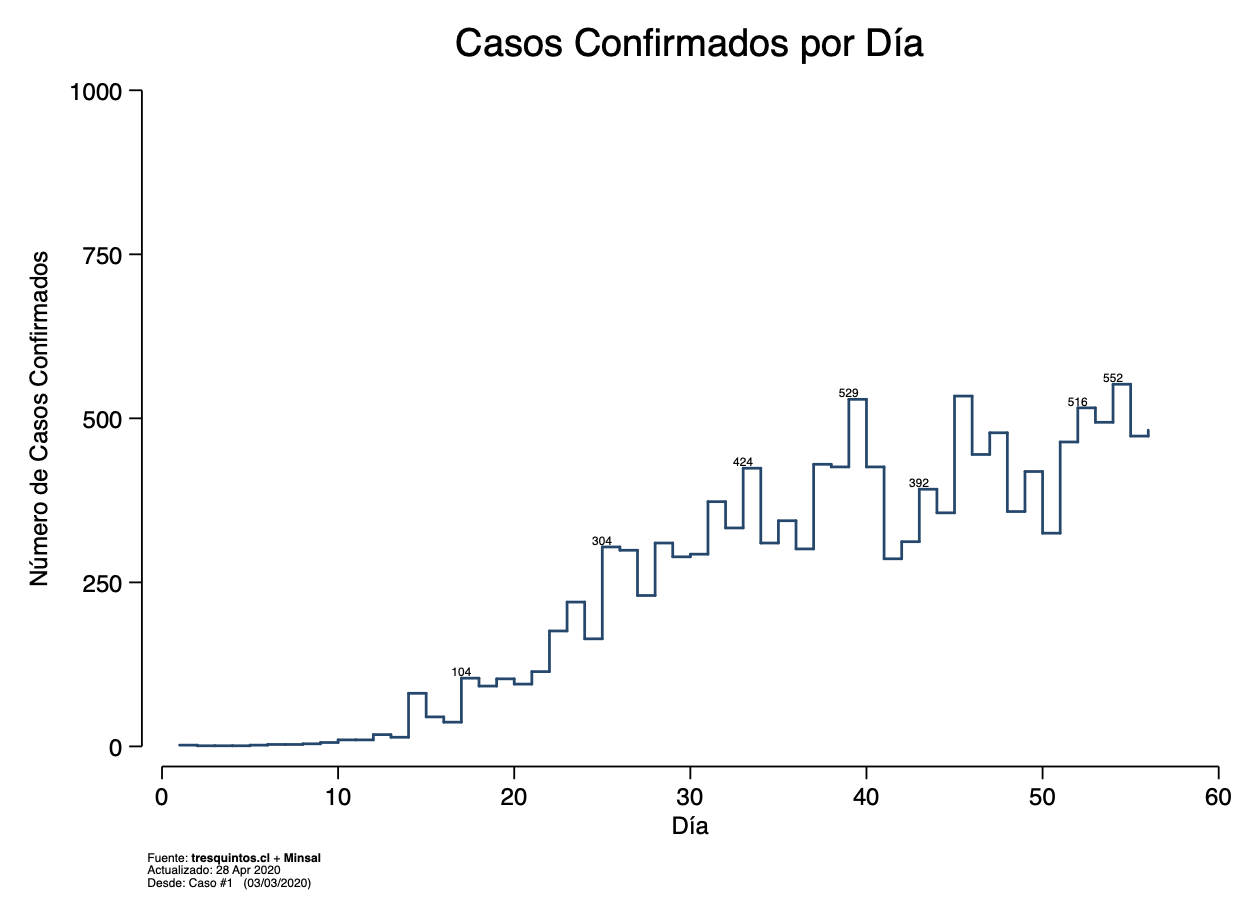 Casos Confirmados por Día
Número de Casos Confirmados
1000
750
500
250
0
104
304
424
529
392
516
552
0 10 20 30 40 50 60
Día
Fuente: tresquintos.cl + Minsal
Actualizado: 28 Apr 2020
Desde: Caso #1 (03/03/2020)